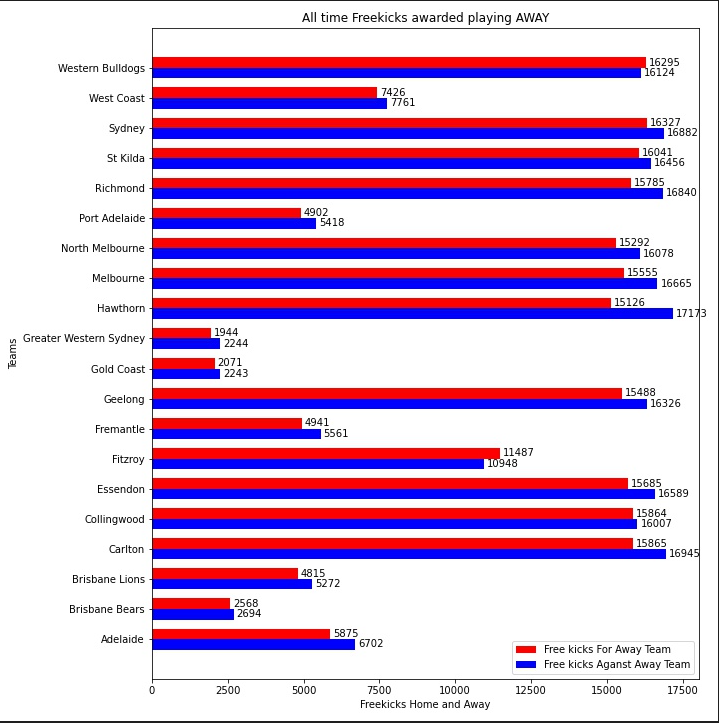 All time Freekicks awarded playing AWAY
Teams
Western Bulldogs 16295
16124
West Coast 7426
7761
Sydney 16327
16882
St Kilda 16041
16456
Richmond 15785
16840
Port Adelaide 4902
5418
North Melbourne 15292
16078
Melbourne 15555
16665
Hawthorn 15126
17173
Greater Western Sydney 1944
2244
Gold Coast 2071
2243
Geelong 15488
16326
Fremantle 4941
5561
Fitzroy 11487
10948
Essendon 15685
16589
Collingwood 15864
16007
Carlton 15865
16945
Brisbane Lions 4815
5272
Brisbane Bears 2568
2694
Adelaide 5875
6702
Free kicks For Away Team
Free kicks Aganst Away Team
0 2500 5000 7500 10000 12500 15000 17500
Freekicks Home and Away